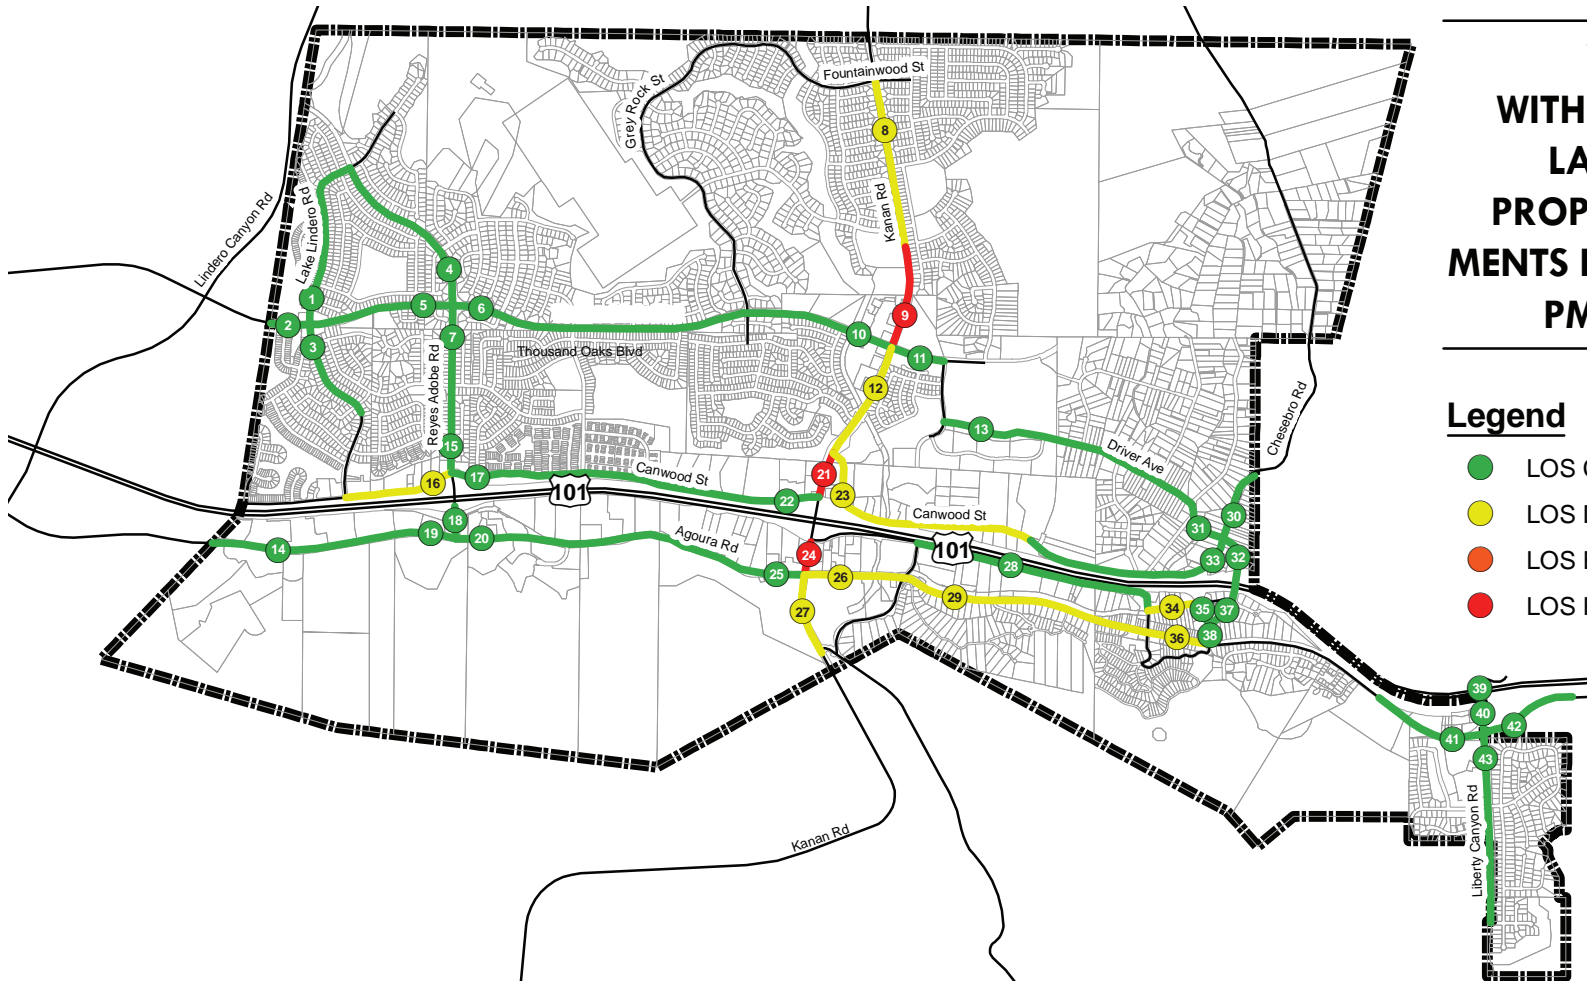 WITH
LA
PROP
MENTS
PM
Legend
LOS
LOS
LOS
LOS
Fountainwood St
Grey Rock St
8
Kanan Rd
Lindero Canyon Rd
Lake Lindero Rd
4
1
2
5
6
3
7
9
10
11
12
Thousand Oaks Blvd
Reyes Adobe Rd
Chesebro Rd
13
Driver Ave
15
16
17
Canwood St
101
21
22
23
Canwood St
18
19
20
14
Agoura Rd
24
25
26
27
101
28
29
30
31
32
33
34
35
37
36
38
39
40
41
42
43
Kanan Rd
Liberty Canyon Rd